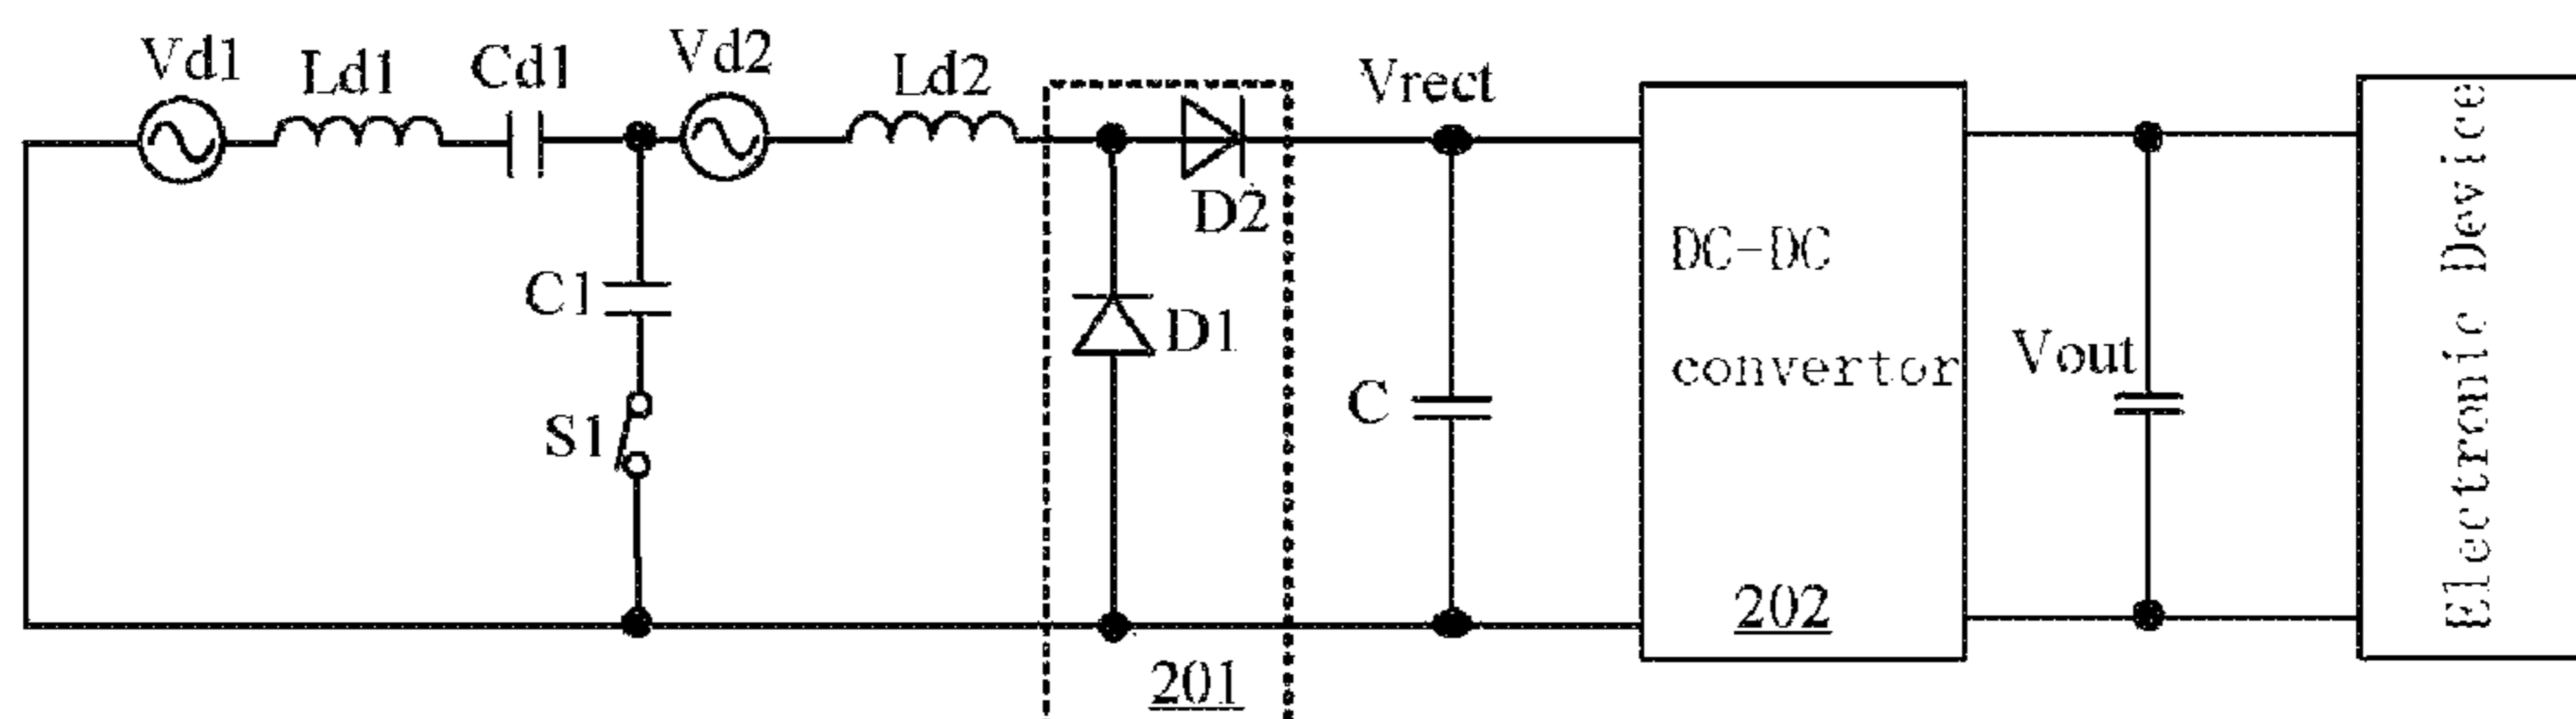 Vd1
Ld1
Cd1
Vd2
Ld2
Vrect
D2
C1
D1
S1
C
DC-DC
convertor
202
Vout
Electronic Device
201